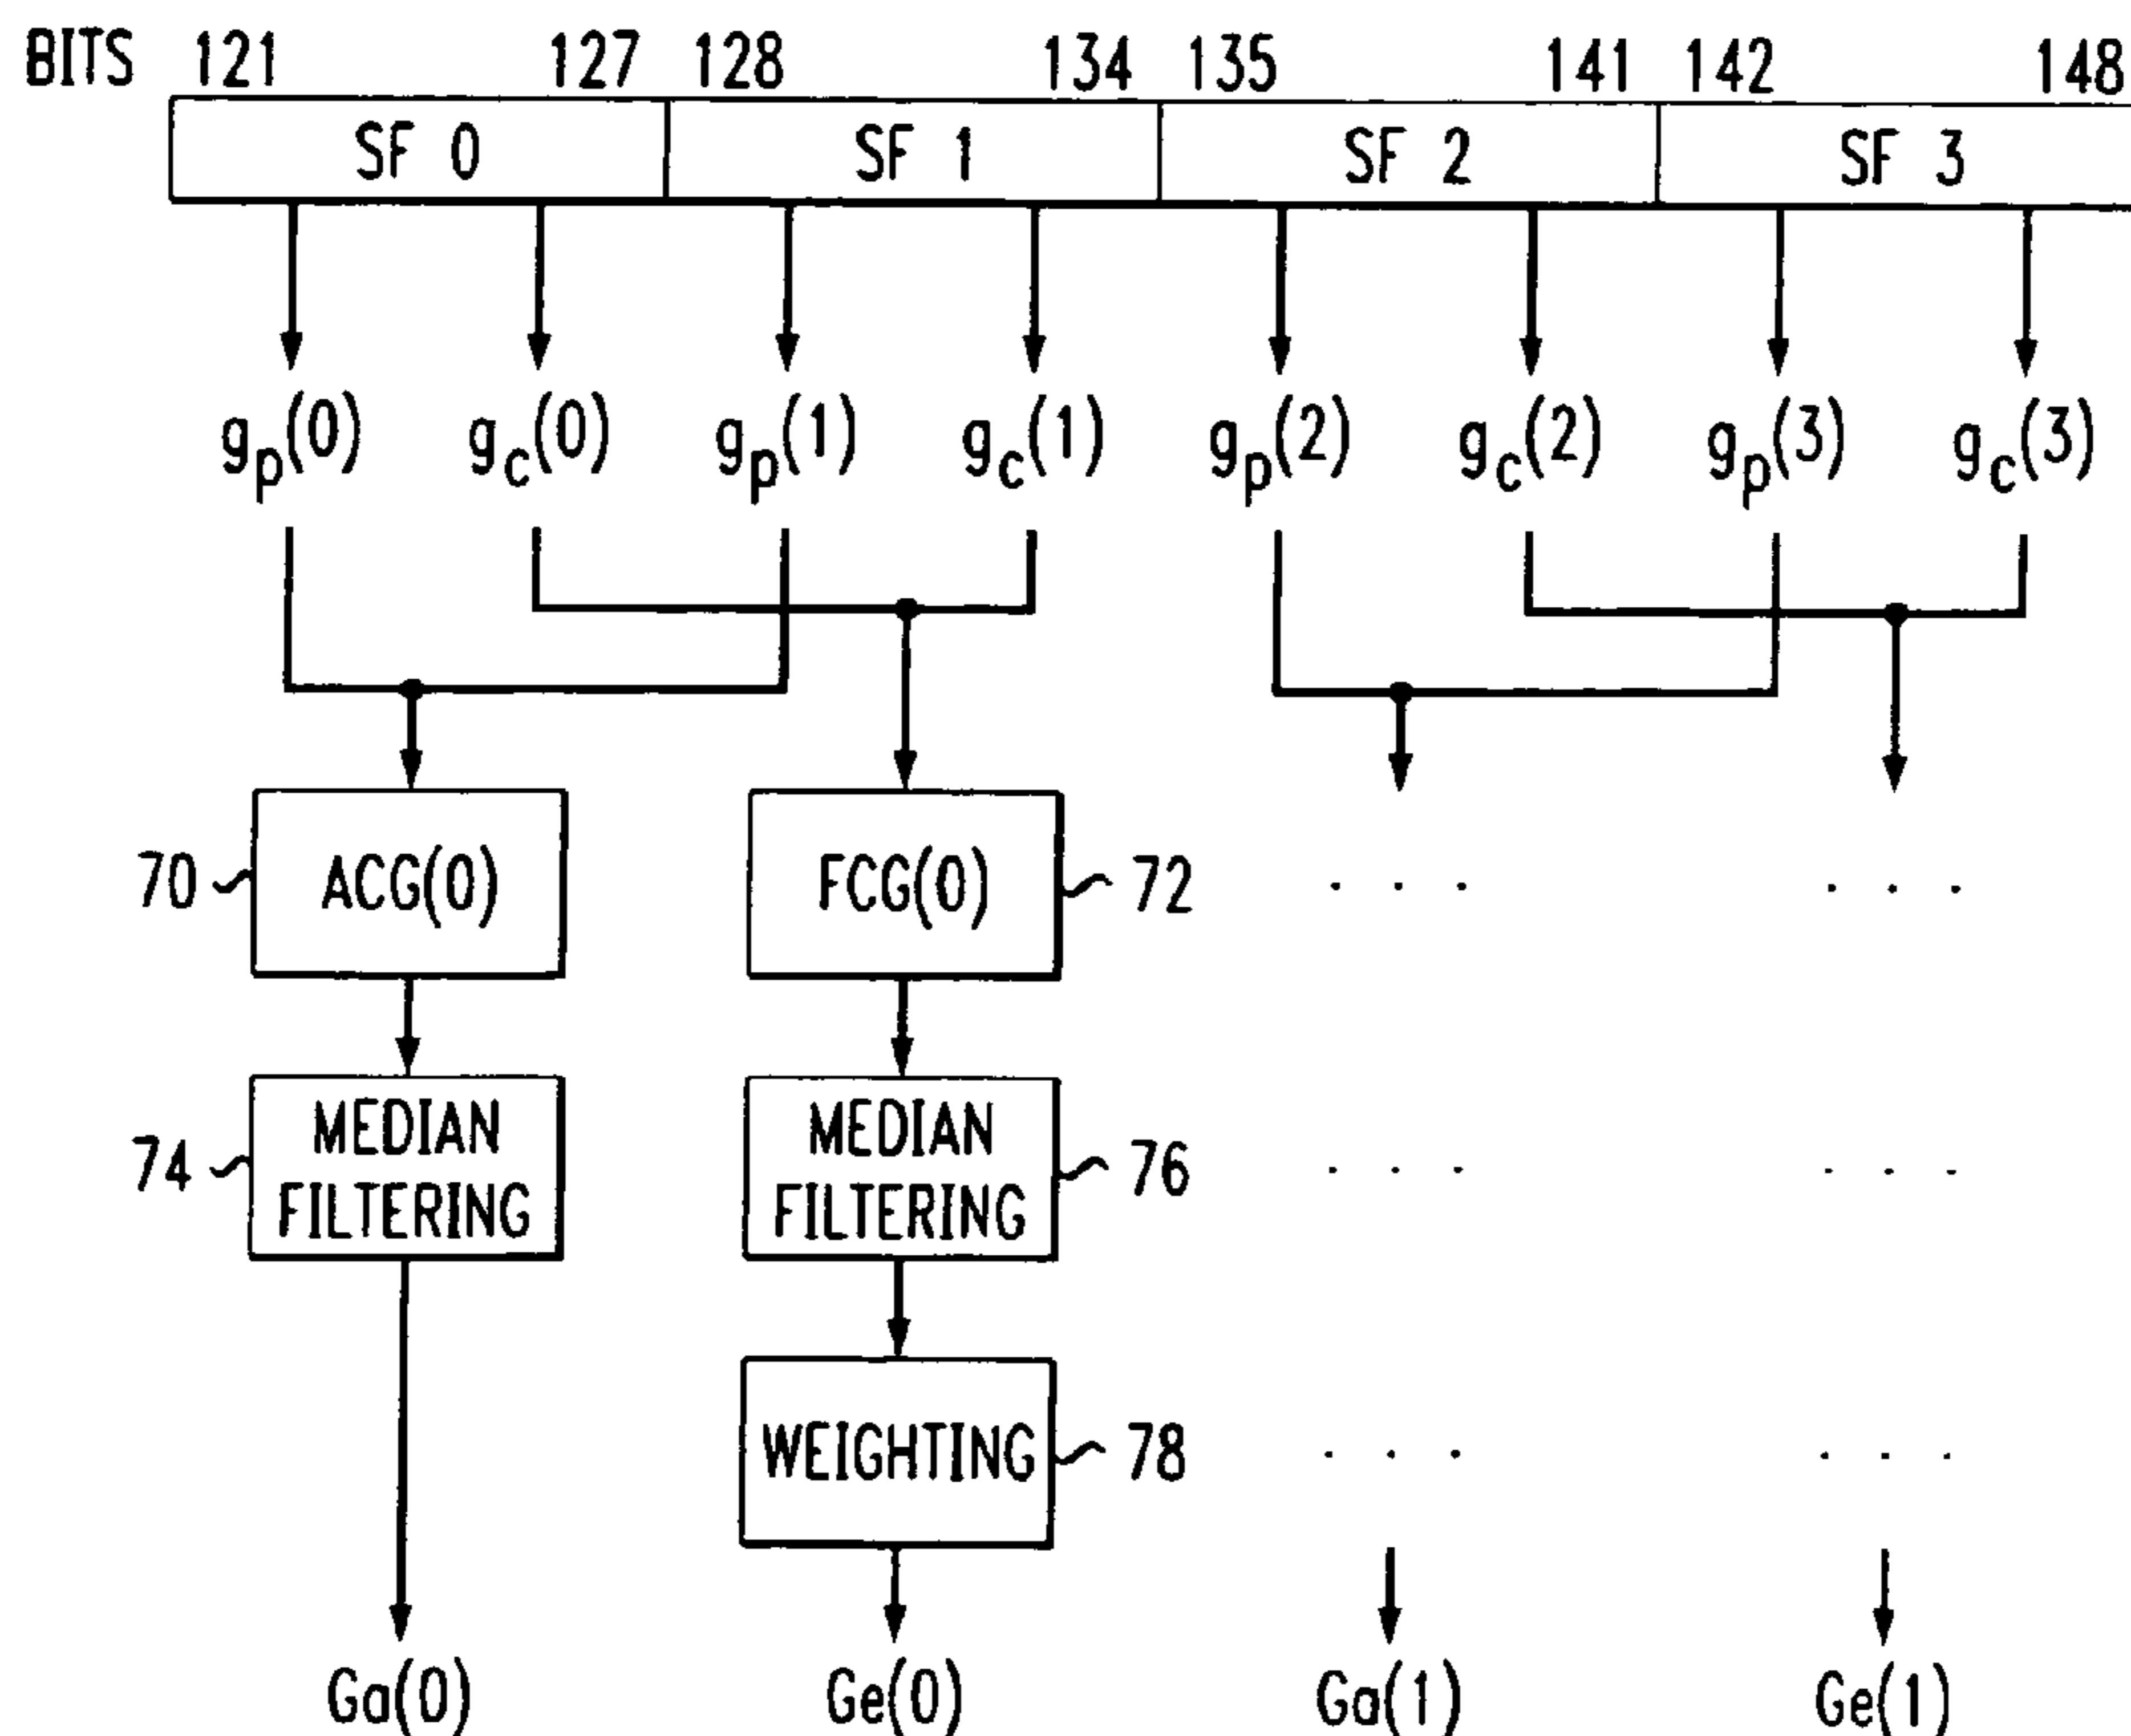 BITS 121 127 128 134 135 141 142 148
SF 0 SF 1 SF 2 SF 3
gp(0) gc(0) gp(1) gc(1) gp(2) gc(2) gp(3) gc(3)
70 ACG(0) FCG(0) 72 . . . . . .
74 MEDIAN FILTERING
MEDIAN FILTERING 76 . . . . . .
WEIGHTING 78 . . . . . .
Ga(0) Ge(0) Ga(1) Ge(1)